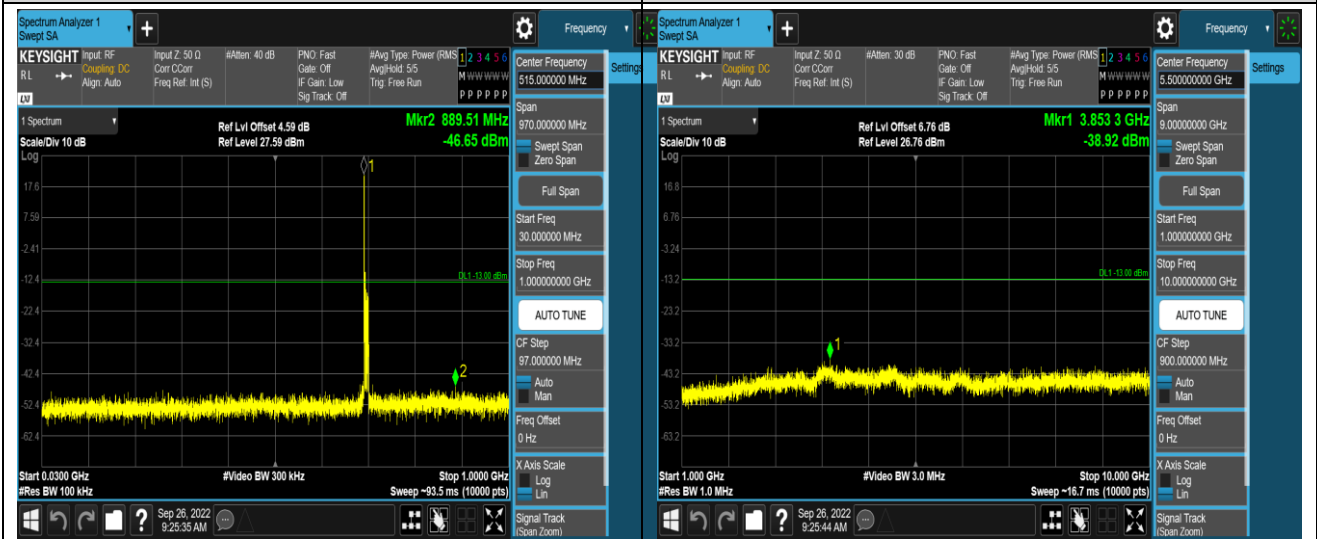 Spectrum Analyzer 1
Swept SA
Frequency
KEYSIGHT
Input: RF
Coupling: DC
Align: Auto
Input Z: 50 Ω
Corr CCorr
Freq Ref: Int (S)
#Atten: 40 dB
PNO: Fast
Gate: Off
IF Gain: Low
Sig Track: Off
#Avg Type: Power (RMS
Avg|Hold: 5/5
Trig: Free Run
1 2 3 4 5 6
M W W W W W
P P P P P P
RL
LXI
Center Frequency
515.000000 MHz
Settings
1 Spectrum
Scale/Div 10 dB
Log
Ref Lvl Offset 4.59 dB
Ref Level 27.59 dBm
Mkr2 889.51 MHz
-46.65 dBm
Span
970.000000 MHz
Swept Span
Zero Span
Full Span
Start Freq
30.000000 MHz
Stop Freq
1.000000000 GHz
AUTO TUNE
CF Step
97.000000 MHz
Auto
Man
Freq Offset
0 Hz
X Axis Scale
Log
Lin
Signal Track
(Span Zoom)
1
17.6
7.59
-2.41
-12.4
DL1 -13.00 dBm
-22.4
-32.4
-42.4
2
-52.4
-62.4
Start 0.0300 GHz
#Video BW 300 kHz
Stop 1.0000 GHz
#Res BW 100 kHz
Sweep ~93.5 ms (10000 pts)
Sep 26, 2022
9:25:35 AM
Spectrum Analyzer 1
Swept SA
Frequency
KEYSIGHT
Input: RF
Coupling: DC
Align: Auto
Input Z: 50 Ω
Corr CCorr
Freq Ref: Int (S)
#Atten: 30 dB
PNO: Fast
Gate: Off
IF Gain: Low
Sig Track: Off
#Avg Type: Power (RMS
Avg|Hold: 5/5
Trig: Free Run
1 2 3 4 5 6
M W W W W W
P P P P P P
RL
LXI
Center Frequency
5.500000000 GHz
Settings
1 Spectrum
Scale/Div 10 dB
Log
Ref Lvl Offset 6.76 dB
Ref Level 26.76 dBm
Mkr1 3.853 3 GHz
-38.92 dBm
Span
9.00000000 GHz
Swept Span
Zero Span
Full Span
Start Freq
1.000000000 GHz
Stop Freq
10.000000000 GHz
AUTO TUNE
CF Step
900.000000 MHz
Auto
Man
Freq Offset
0 Hz
X Axis Scale
Log
Lin
Signal Track
(Span Zoom)
16.8
6.76
-3.24
-13.2
DL1 -13.00 dBm
-23.2
-33.2
1
-43.2
-53.2
-63.2
Start 1.000 GHz
#Video BW 3.0 MHz
Stop 10.000 GHz
#Res BW 1.0 MHz
Sweep ~16.7 ms (10000 pts)
Sep 26, 2022
9:25:44 AM